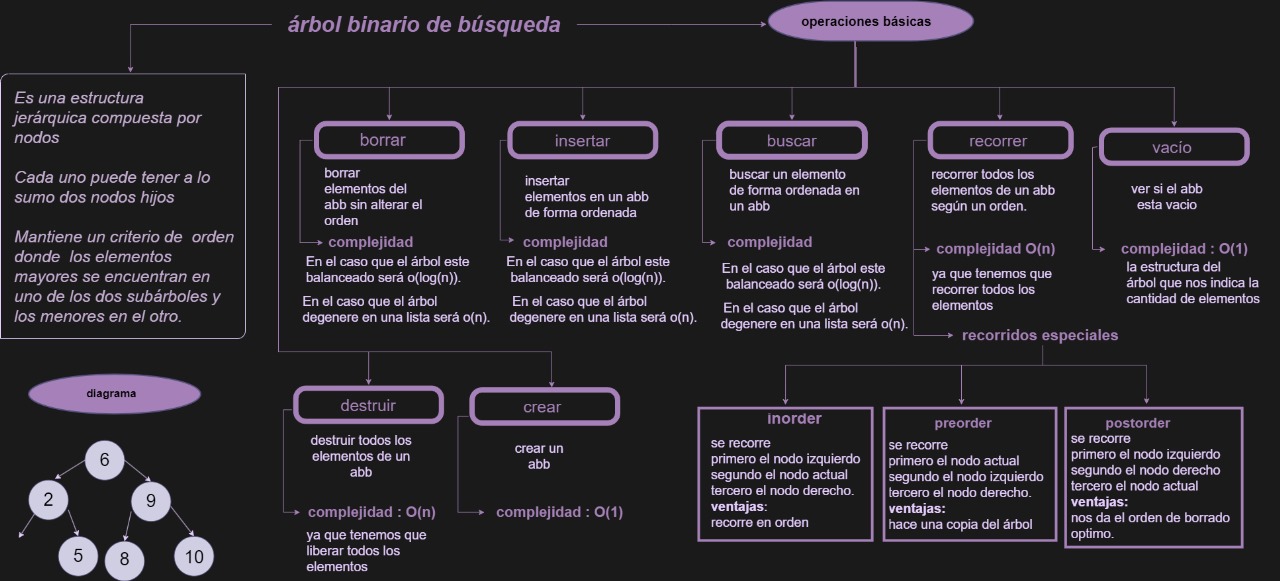 árbol binario de búsqueda
operaciones básicas
Es una estructura
jerárquica compuesta por
nodos
Cada uno puede tener a lo
sumo dos nodos hijos
Mantiene un criterio de orden
donde los elementos
mayores se encuentran en
uno de los dos subárboles y
los menores en el otro.
borrar
borrar
elementos del
abb sin alterar el
orden
complejidad
En el caso que el árbol este
balanceado será o(log(n)).
En el caso que el árbol
degenere en una lista será o(n).
insertar
insertar
elementos en un abb
de forma ordenada
complejidad
En el caso que el árbol este
balanceado será o(log(n)).
En el caso que el árbol
degenere en una lista será o(n).
buscar
buscar un elemento
de forma ordenada en
un abb
complejidad
En el caso que el árbol este
balanceado será o(log(n)).
En el caso que el árbol
degenere en una lista será o(n).
recorrer
recorrer todos los
elementos de un abb
según un orden.
complejidad O(n)
ya que tenemos que
recorrer todos los
elementos
recorridos especiales
vacío
ver si el abb
esta vacio
complejidad : O(1)
la estructura del
árbol que nos indica la
cantidad de elementos
destruir
destruir todos los
elementos de un
abb
complejidad : O(n)
ya que tenemos que
liberar todos los
elementos
crear
crear un
abb
complejidad : O(1)
inorder
se recorre
primero el nodo izquierdo
segundo el nodo actual
tercero el nodo derecho.
ventajas:
recorre en orden
preorder
se recorre
primero el nodo actual
segundo el nodo izquierdo
tercero el nodo derecho.
ventajas:
hace una copia del árbol
postorder
se recorre
primero el nodo izquierdo
segundo el nodo derecho
tercero el nodo actual
ventajas:
nos da el orden de borrado
optimo.
diagrama
6
2
9
5
8
10